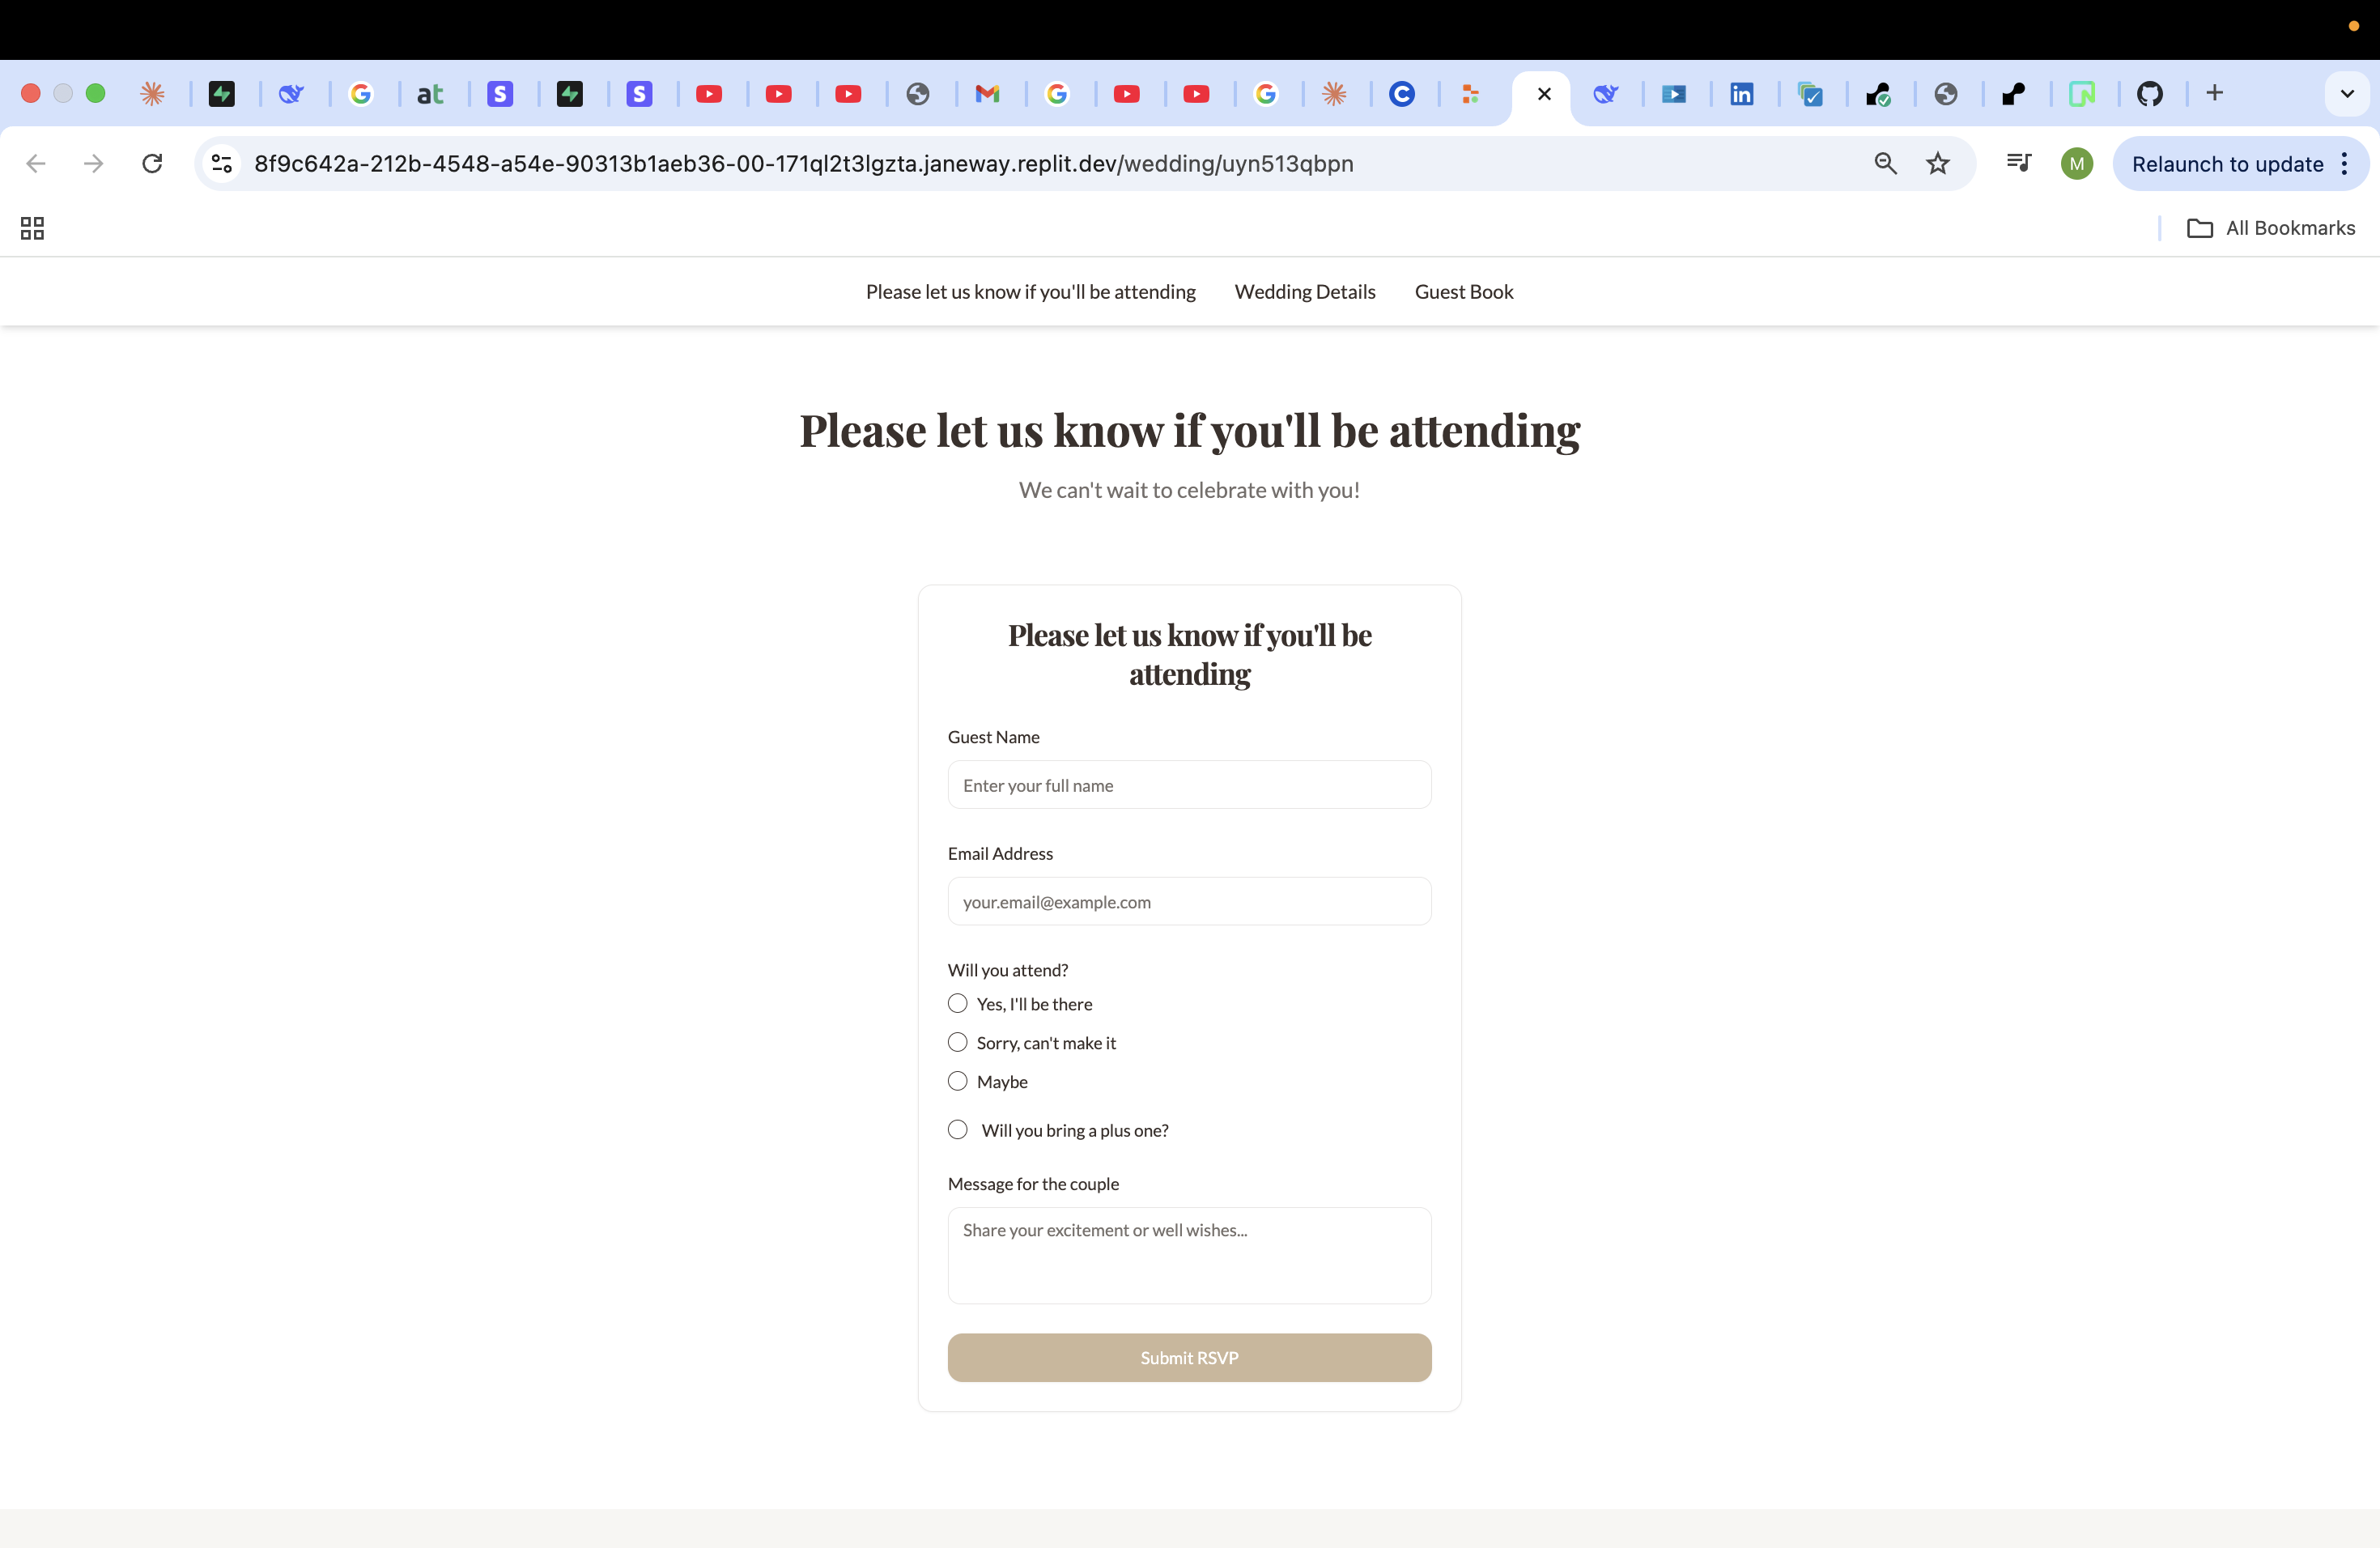 at
S
S
C
in
N
8f9c642a-212b-4548-a54e-90313b1aeb36-00-171ql2t3lgzta.janeway.replit.dev/wedding/uyn513qbpn
M
Relaunch to update
All Bookmarks
Please let us know if you'll be attending Wedding Details Guest Book
Please let us know if you'll be attending
We can't wait to celebrate with you!
Please let us know if you'll be
attending
Guest Name
Enter your full name
Email Address
your.email@example.com
Will you attend?
Yes, I'll be there
Sorry, can't make it
Maybe
Will you bring a plus one?
Message for the couple
Share your excitement or well wishes...
Submit RSVP